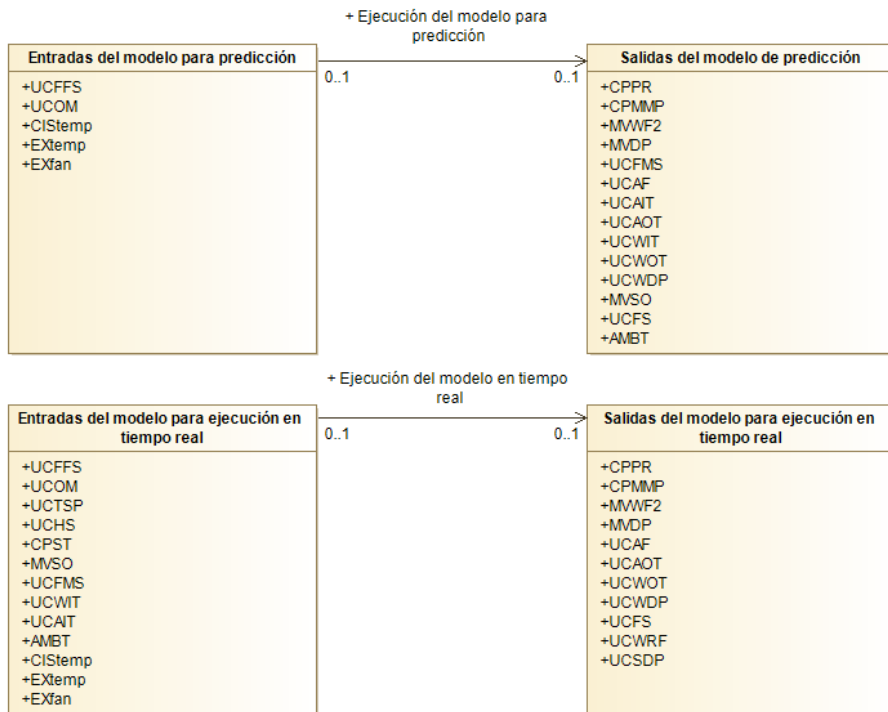 + Ejecución del modelo para
predicción
Entradas del modelo para predicción
0..1
0..1
Salidas del modelo de predicción
+UCFFS
+UCOM
+CIStemp
+EXtemp
+EXfan
+CPPR
+CPMMP
+MVWF2
+MVDP
+UCFMS
+UCAF
+UCAIT
+UCAOT
+UCWIT
+UCWOT
+UCWDP
+MVSO
+UCFS
+AMBT
+ Ejecución del modelo en tiempo
real
Entradas del modelo para ejecución en
tiempo real
0..1
0..1
Salidas del modelo para ejecución en
tiempo real
+UCFFS
+UCOM
+UCTSP
+UCHS
+CPST
+MVSO
+UCFMS
+UCWIT
+UCAIT
+AMBT
+CIStemp
+EXtemp
+EXfan
+CPPR
+CPMMP
+MVWF2
+MVDP
+UCAF
+UCAOT
+UCWOT
+UCWDP
+UCFS
+UCWRF
+UCSDP